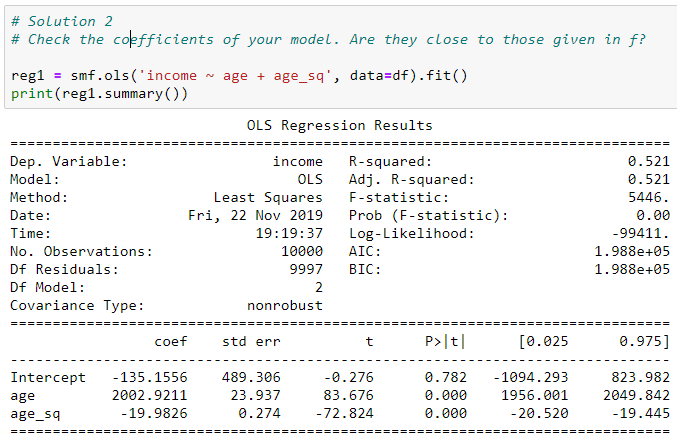 # Solution 2
# Check the coefficients of your model. Are they close to those given in f?
reg1 = smf.ols('income ~ age + age_sq', data=df).fit()
print(reg1.summary())
OLS Regression Results
==============================================================================
Dep. Variable: income R-squared: 0.521
Model: OLS Adj. R-squared: 0.521
Method: Least Squares F-statistic: 5446.
Date: Fri, 22 Nov 2019 Prob (F-statistic): 0.00
Time: 19:19:37 Log-Likelihood: -99411.
No. Observations: 10000 AIC: 1.988e+05
Df Residuals: 9997 BIC: 1.988e+05
Df Model: 2
Covariance Type: nonrobust
==============================================================================
coef std err t P>|t| [0.025 0.975]
------------------------------------------------------------------------------
Intercept -135.1556 489.306 -0.276 0.782 -1094.293 823.982
age 2002.9211 23.937 83.676 0.000 1956.001 2049.842
age_sq -19.9826 0.274 -72.824 0.000 -20.520 -19.445
==============================================================================